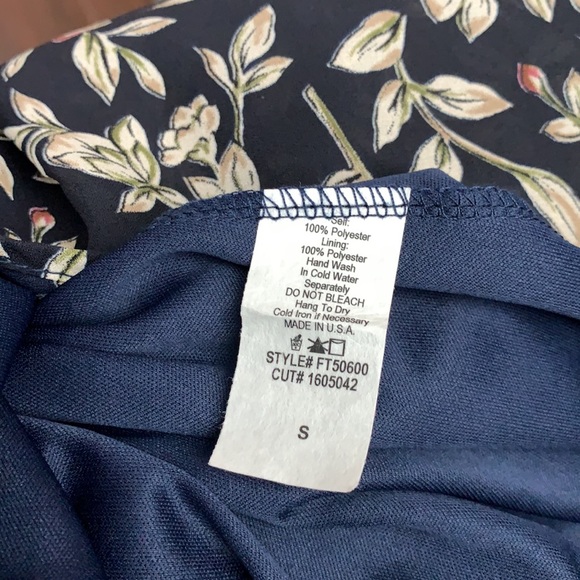 Self:
100% Polyester
Lining:
100% Polyester
Hand Wash
In Cold Water
Separately
DO NOT BLEACH
Hang To Dry
Cold Iron if Necessary
MADE IN U.S.A.
STYLE# FT50600
CUT# 1605042
S